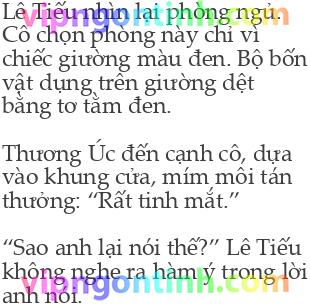 Lê Tiếu nhìn lại phòng ngủ.
Cô chọn phòng này chỉ vì
chiếc giường màu đen. Bộ bốn
vật dụng trên giường dệt
bằng tơ tằm đen.
Thương Úc đến cạnh cô, dựa
vào khung cửa, mím môi tán
thưởng: “Rất tinh mắt.”
“Sao anh lại nói thế?” Lê Tiếu
không nghe ra hàm ý trong lời
anh nói.
vipngontinh.com
vipngontinh.com